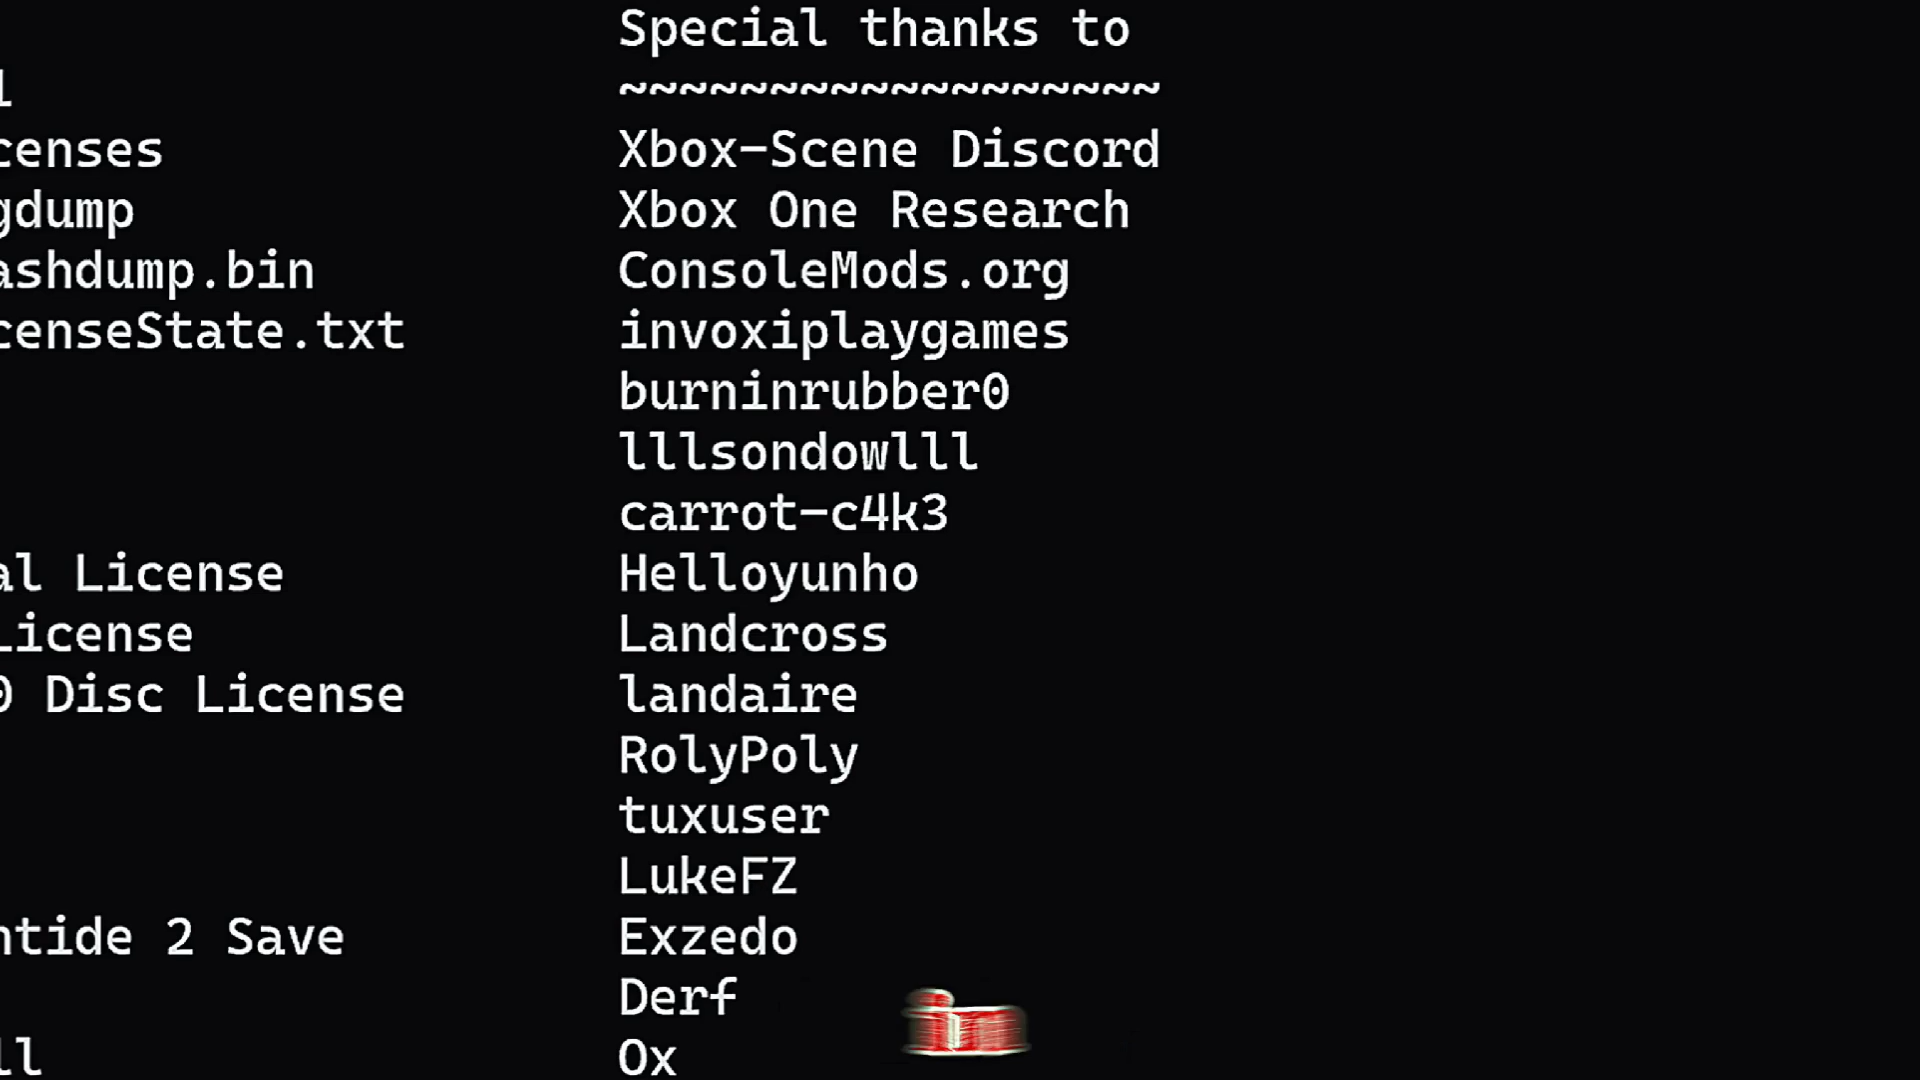 Special thanks to
~~~~~~~~~~~~~~~~~~
l
censes
Xbox-Scene Discord
gdump
Xbox One Research
ashdump.bin
ConsoleMods.org
censeState.txt
invoxiplaygames
burninrubber0
lllsondowlll
carrot-c4k3
al License
Helloyunho
License
Landcross
0 Disc License
landaire
RolyPoly
tuxuser
LukeFZ
ntide 2 Save
Exzedo
Derf
ll
Ox